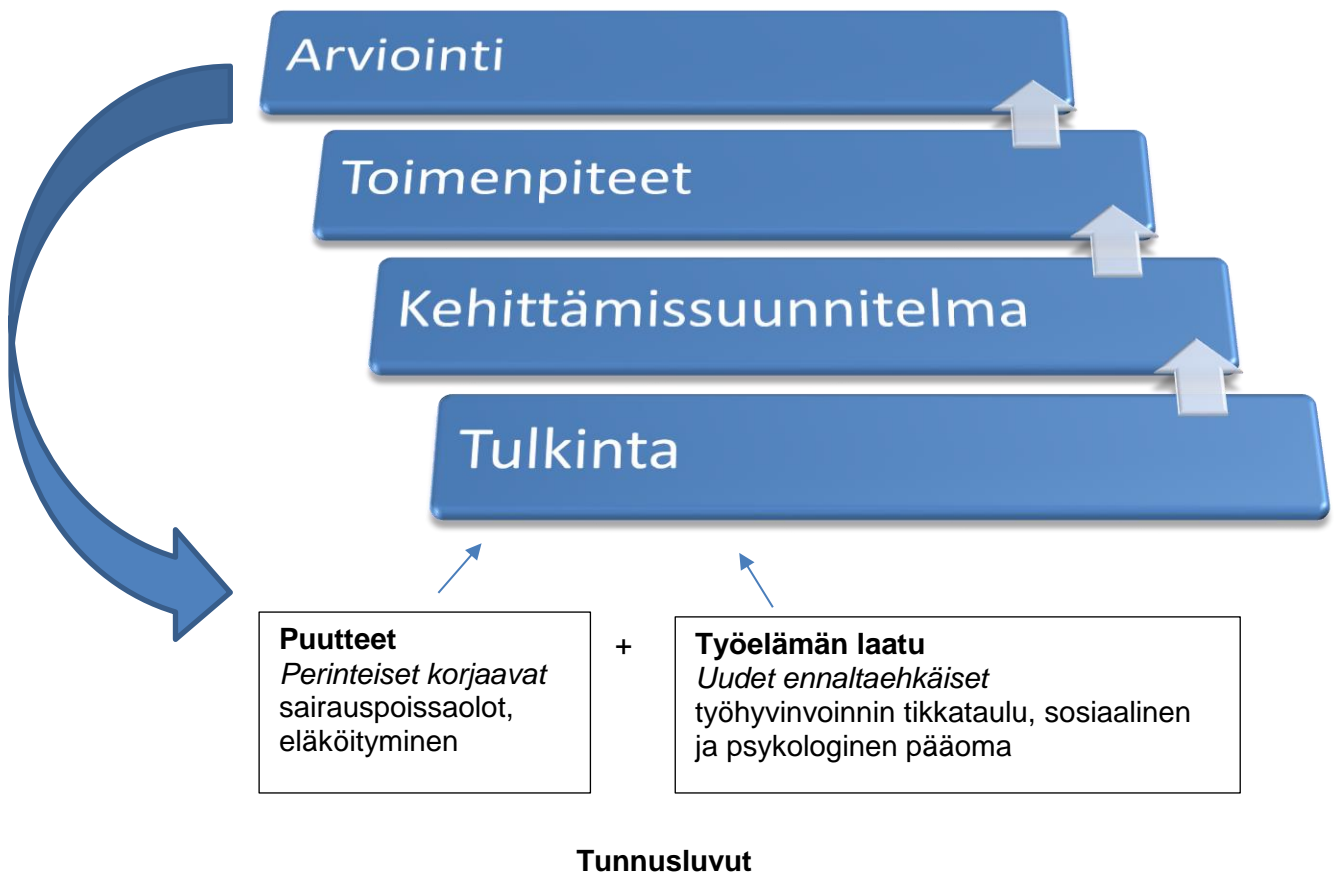 Arviointi
Toimenpiteet
Kehittämissuunnitelma
Tulkinta
Puutteet
Perinteiset korjaavat
sairauspoissaolot,
eläköityminen
+
Työelämän laatu
Uudet ennaltaehkäiset
työhyvinvoinnin tikkataulu, sosiaalinen
ja psykologinen pääoma
Tunnusluvut